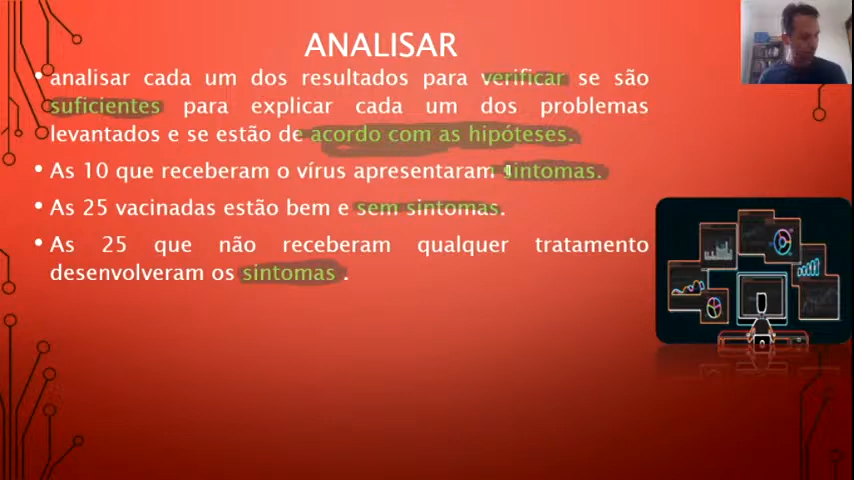 ANALISAR
• analisar cada um dos resultados para verificar se são
suficientes para explicar cada um dos problemas
levantados e se estão de acordo com as hipóteses.
• As 10 que receberam o vírus apresentaram sintomas.
• As 25 vacinadas estão bem e sem sintomas.
• As 25 que não receberam qualquer tratamento
desenvolveram os sintomas .